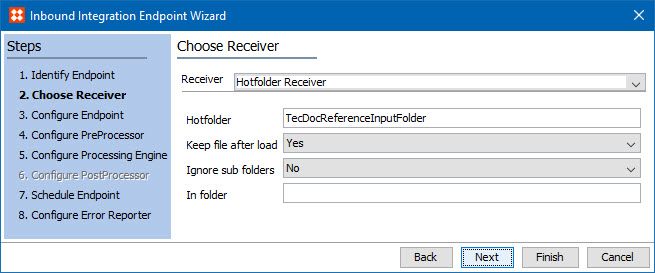 Inbound Integration Endpoint Wizard
Steps
1. Identify Endpoint
2. Choose Receiver
3. Configure Endpoint
4. Configure PreProcessor
5. Configure Processing Engine
6. Configure PostProcessor
7. Schedule Endpoint
8. Configure Error Reporter
Choose Receiver
Receiver Hotfolder Receiver
Hotfolder TecDocReferenceInputFolder
Keep file after load Yes
Ignore sub folders No
In folder
Back Next Finish Cancel